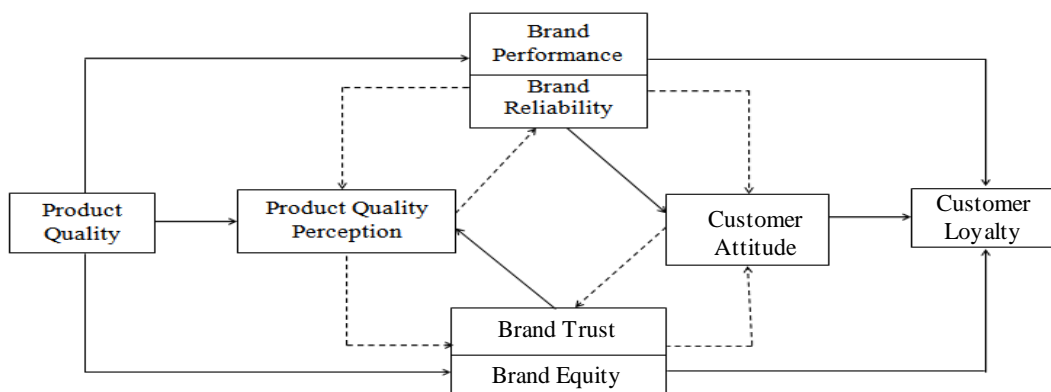 Brand
Performance
Brand
Reliability
Product
Quality
Product Quality
Perception
Customer
Attitude
Customer
Loyalty
Brand Trust
Brand Equity